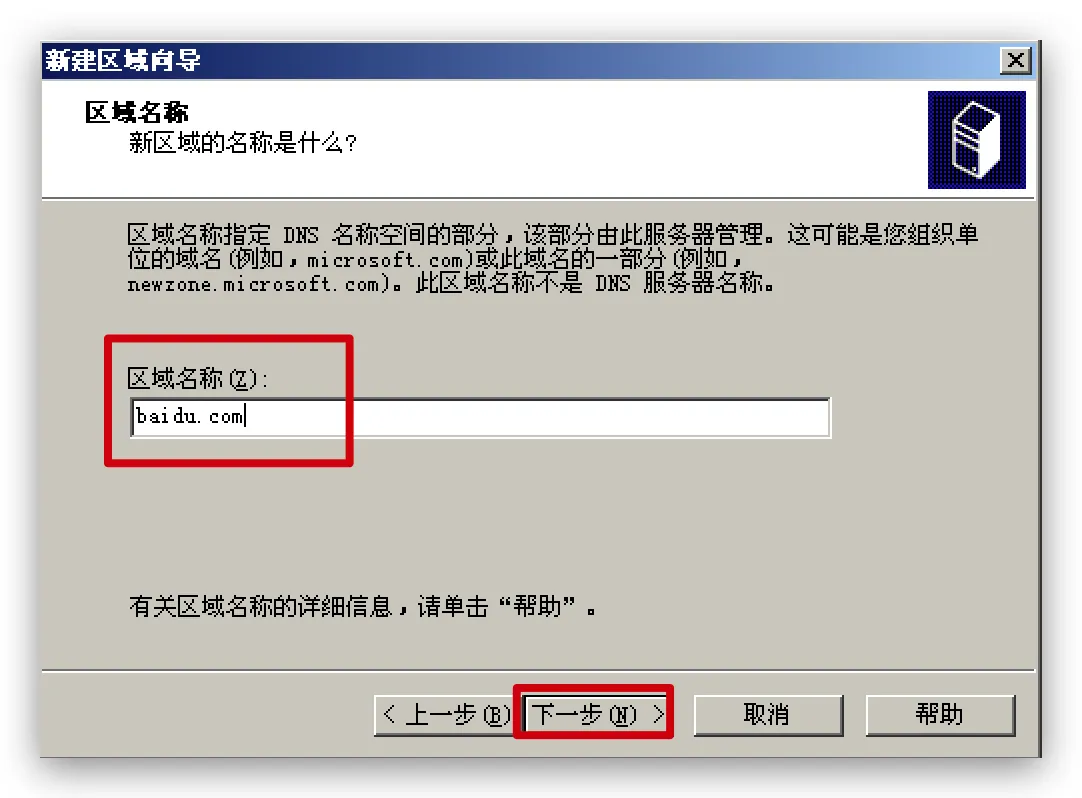 新建区域向导
区域名称
新区域的名称是什么?
区域名称指定 DNS 名称空间的部分，该部分由此服务器管理。这可能是您组织单
位的域名(例如，microsoft.com)或此域名的一部分(例如，
newzone.microsoft.com)。此区域名称不是 DNS 服务器名称。
区域名称(Z):
baidu.com
有关区域名称的详细信息，请单击“帮助”。
< 上一步(B) 下一步(N) > 取消 帮助